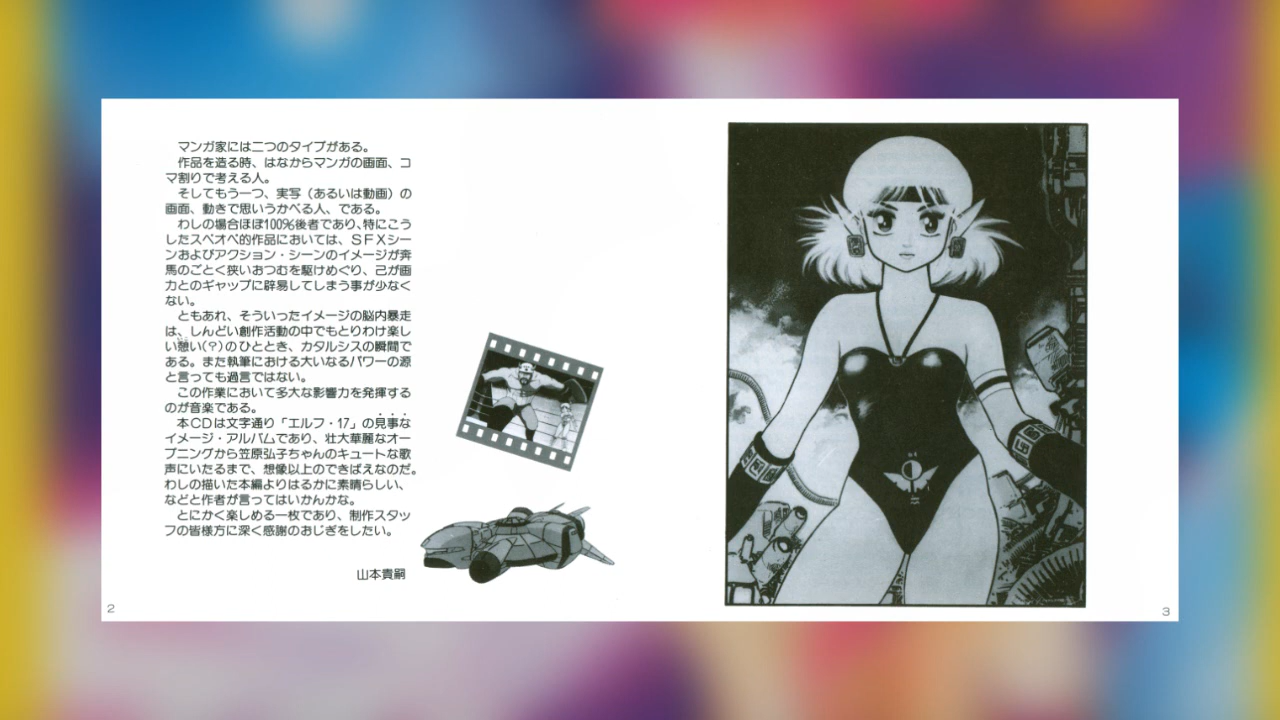 マンガ家には二つのタイプがある。
作品を造る時、はなからマンガの画面、コ
マ割りで考える人。
そしてもう一つ、実写（あるいは動画）の
画面、動きで思いうかべる人、である。
わしの場合ほぼ100％後者であり、特にこう
したスペオペ的作品においては、ＳＦＸシー
ンおよびアクション・シーンのイメージが奔
馬のごとく狭いおつむを駆けめぐり、己が画
力とのギャップに辟易してしまう事が少なく
ない。
ともあれ、そういったイメージの脳内暴走
は、しんどい創作活動の中でもとりわけ楽し
い憩い(？)のひととき、カタルシスの瞬間で
ある。また執筆における大いなるパワーの源
と言っても過言ではない。
この作業において多大な影響力を発揮する
のが音楽である。
本ＣＤは文字通り「エルフ・17」の見事な
イメージ・アルバムであり、壮大華麗なオー
プニングから笠原弘子ちゃんのキュートな歌
声にいたるまで、想像以上のできばえなのだ。
わしの描いた本編よりはるかに素晴らしい、
などと作者が言ってはいかんかな。
とにかく楽しめる一枚であり、制作スタッ
フの皆様方に深く感謝のおじぎをしたい。
山本貴嗣
2
3